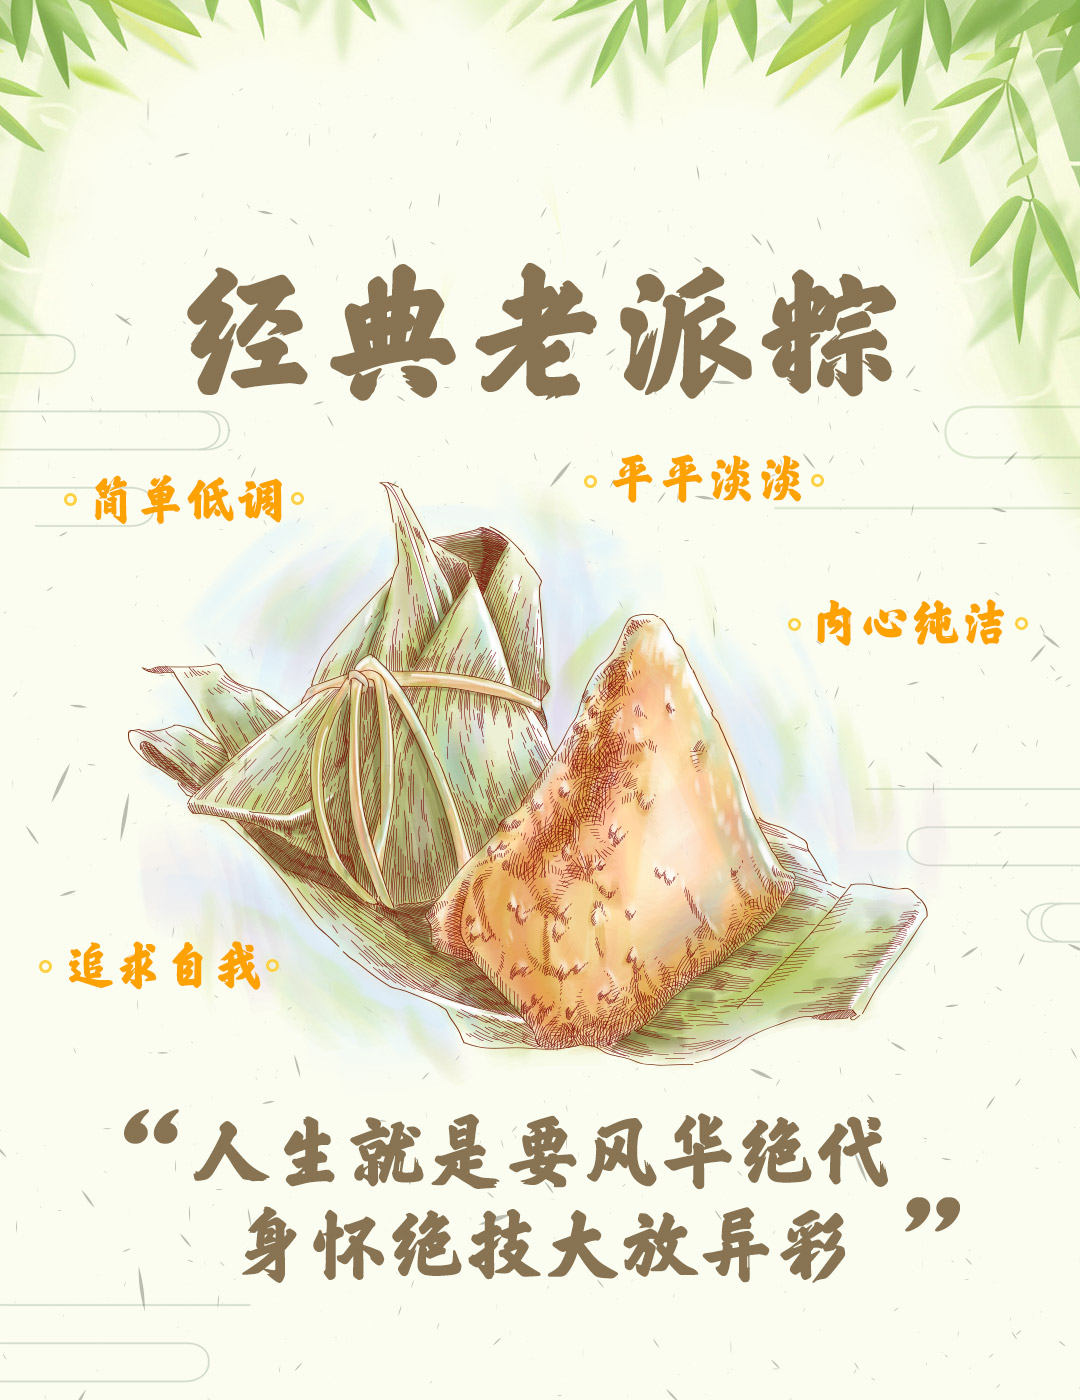 经典老派粽
简单低调
平平淡淡
内心纯洁
追求自我
“人生就是要风华绝代
身怀绝技大放异彩”